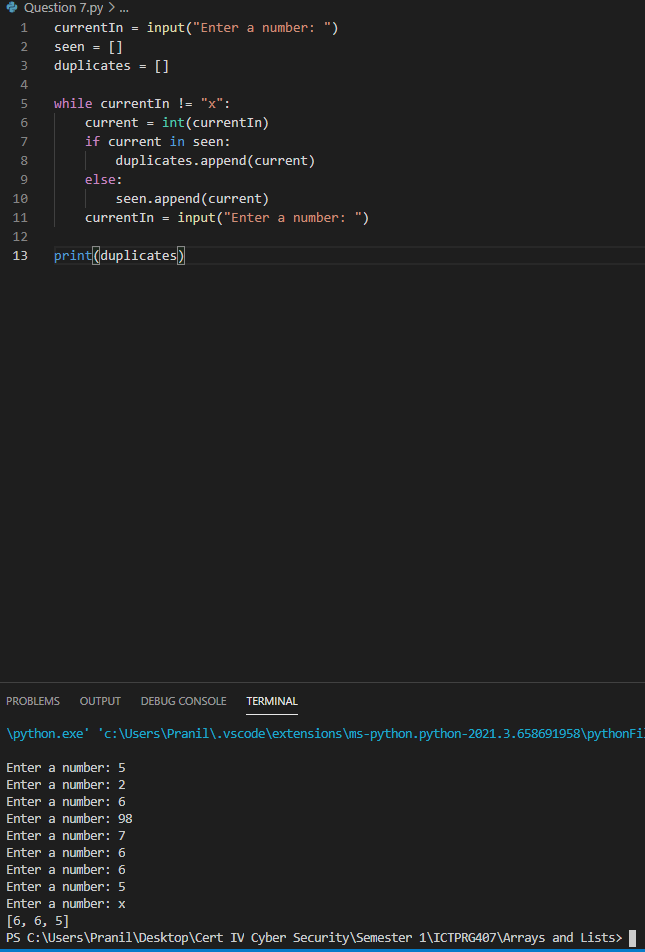 Question 7.py > ...
1 currentIn = input("Enter a number: ")
2 seen = []
3 duplicates = []
4
5 while currentIn != "x":
6     current = int(currentIn)
7     if current in seen:
8         duplicates.append(current)
9     else:
10         seen.append(current)
11     currentIn = input("Enter a number: ")
12
13 print(duplicates)
PROBLEMS OUTPUT DEBUG CONSOLE TERMINAL
\python.exe' 'c:\Users\Pranil\.vscode\extensions\ms-python.python-2021.3.658691958\pythonFil
Enter a number: 5
Enter a number: 2
Enter a number: 6
Enter a number: 98
Enter a number: 7
Enter a number: 6
Enter a number: 6
Enter a number: 5
Enter a number: x
[6, 6, 5]
PS C:\Users\Pranil\Desktop\Cert IV Cyber Security\Semester 1\ICTPRG407\Arrays and Lists>